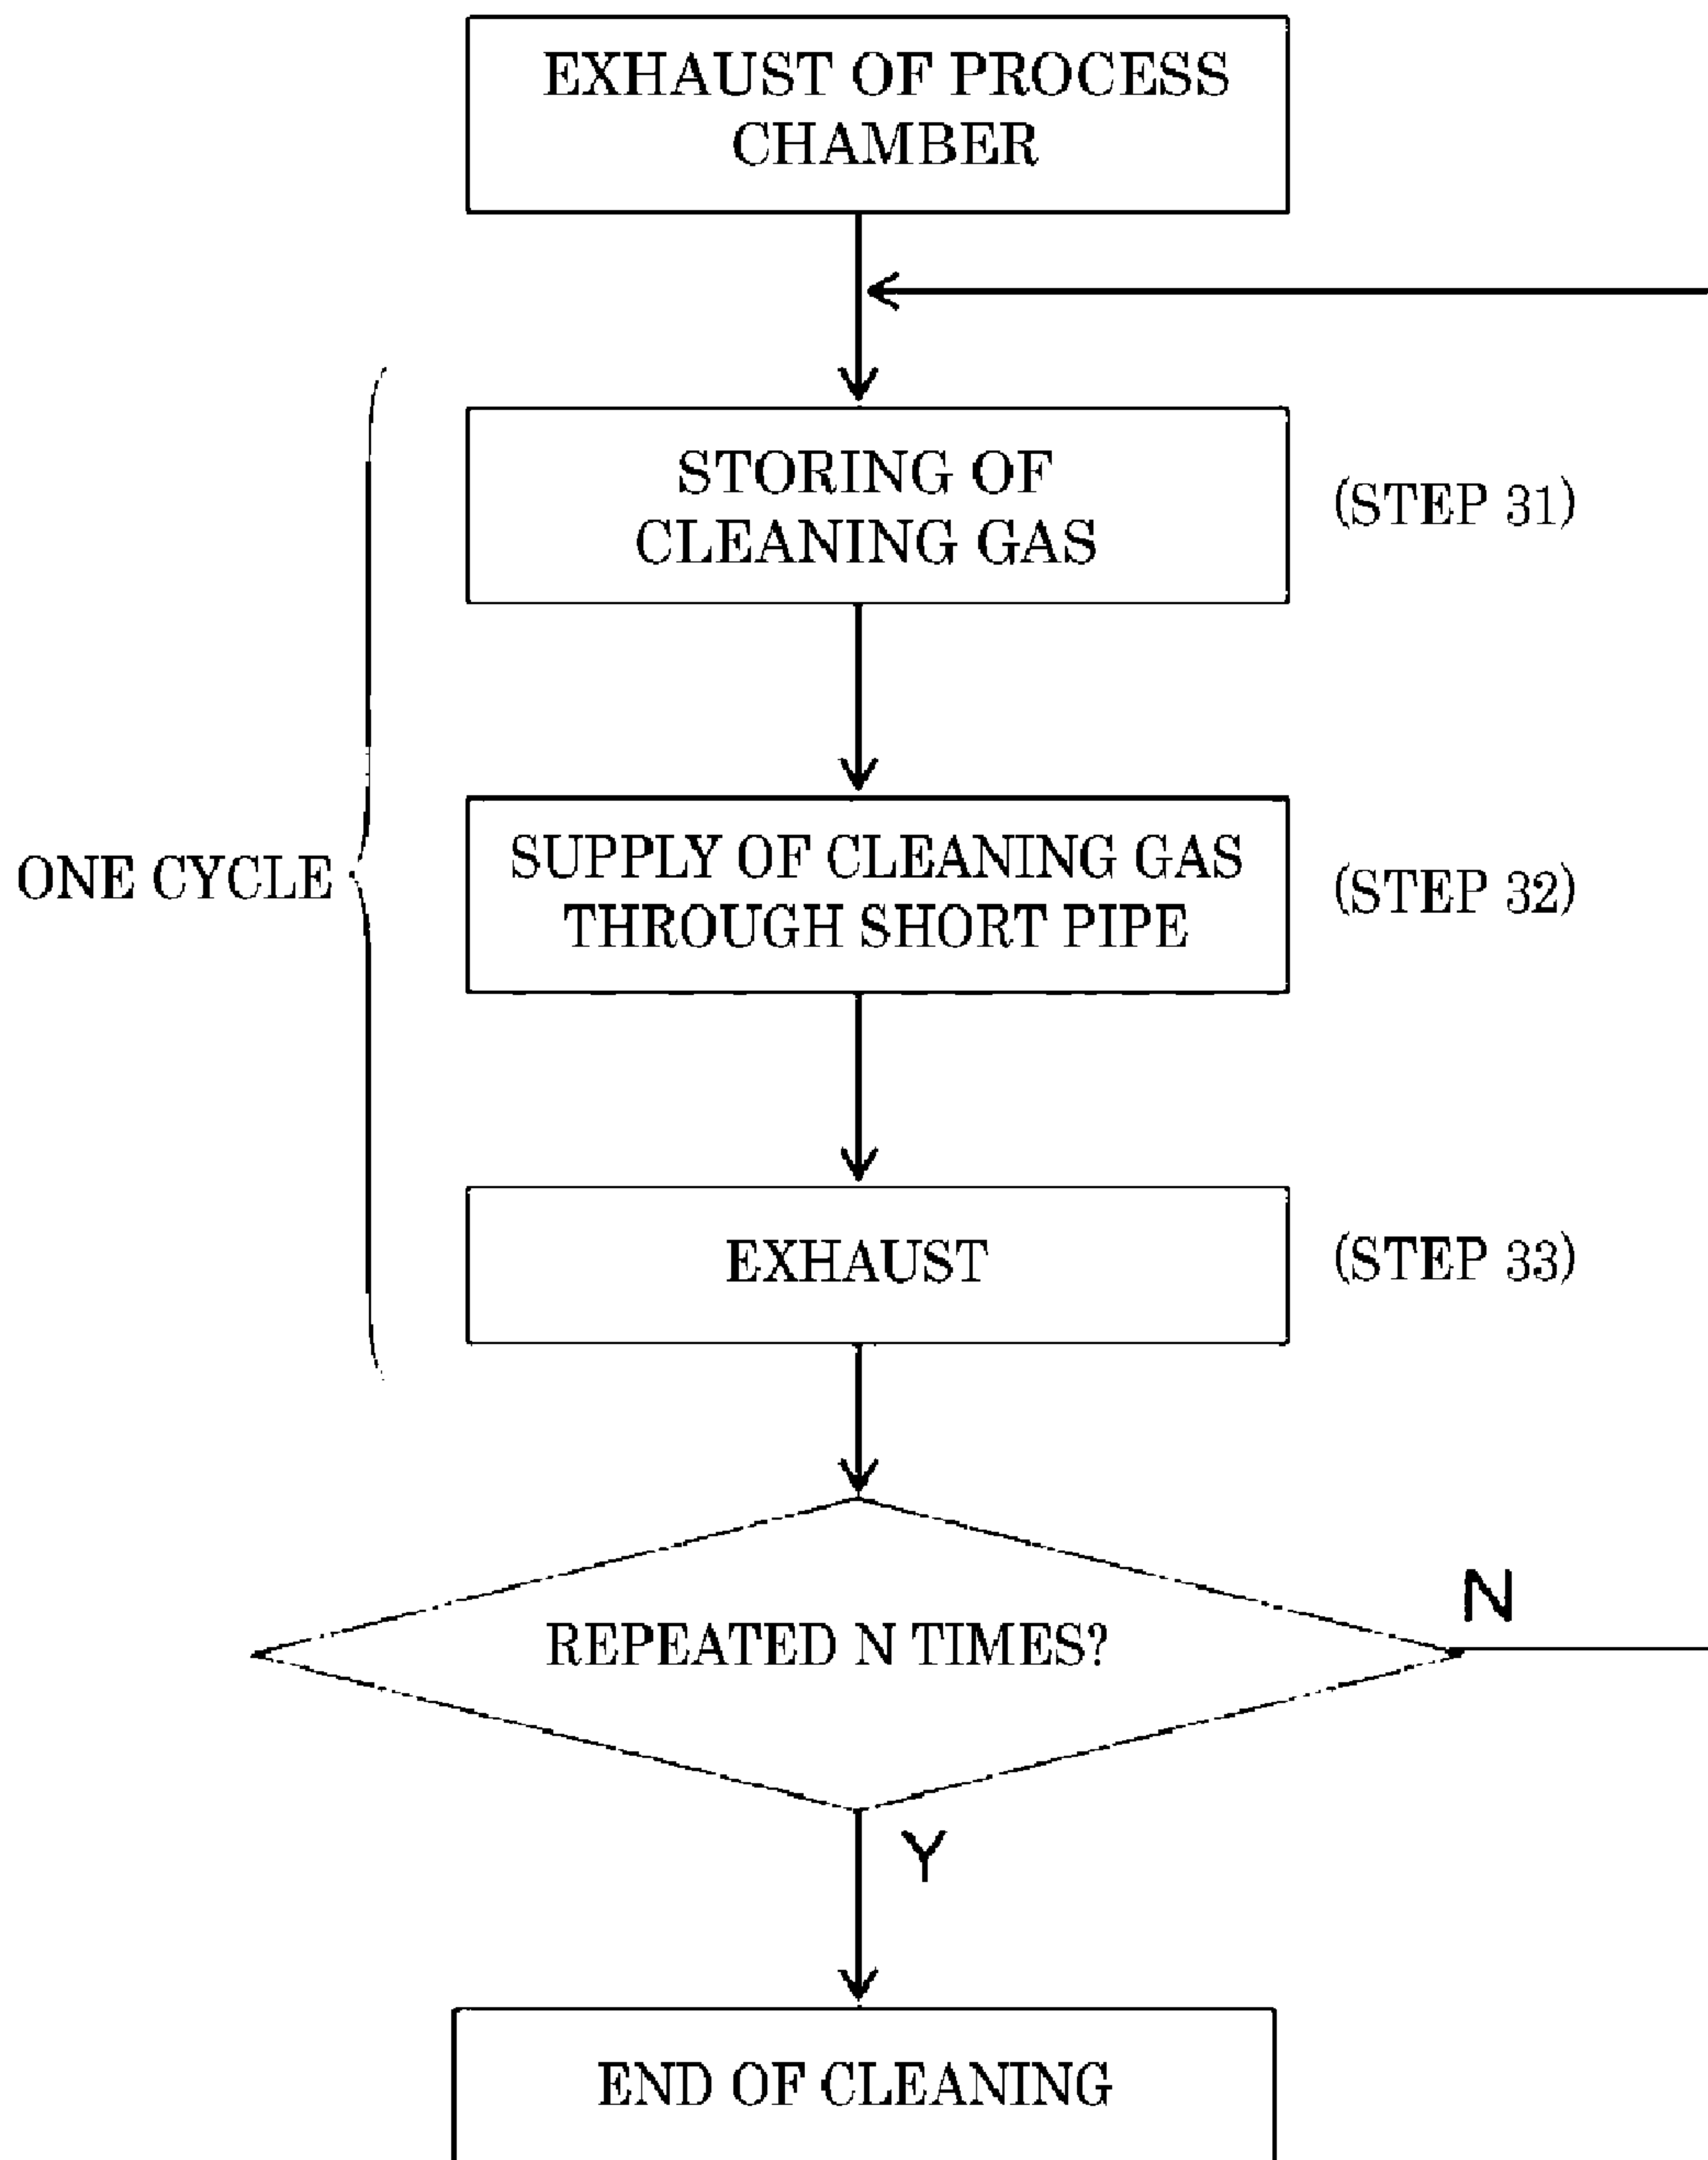 EXHAUST OF PROCESS
CHAMBER
STORING OF
CLEANING GAS
(STEP 31)
ONE CYCLE
SUPPLY OF CLEANING GAS
THROUGH SHORT PIPE
(STEP 32)
EXHAUST
(STEP 33)
REPEATED N TIMES?
N
Y
END OF CLEANING